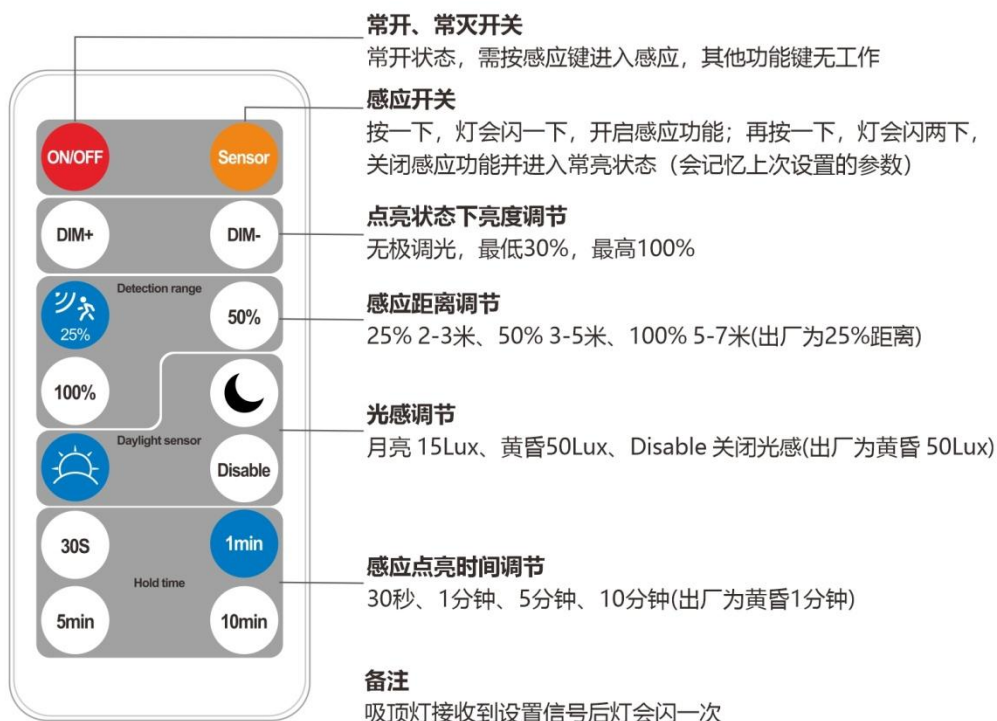 常开、常灭开关
常开状态，需按感应键进入感应，其他功能键无工作
感应开关
按一下，灯会闪一下，开启感应功能；再按一下，灯会闪两下，
关闭感应功能并进入常亮状态（会记忆上次设置的参数）
点亮状态下亮度调节
无极调光，最低30%，最高100%
感应距离调节
25% 2-3米、50% 3-5米、100% 5-7米(出厂为25%距离)
光感调节
月亮 15Lux、黄昏50Lux、Disable 关闭光感(出厂为黄昏 50Lux)
感应点亮时间调节
30秒、1分钟、5分钟、10分钟(出厂为黄昏1分钟)
备注
吸顶灯接收到设置信号后灯会闪一次
ON/OFF
Sensor
DIM+
DIM-
Detection range
25%
50%
100%
Daylight sensor
Disable
30S
1min
Hold time
5min
10min